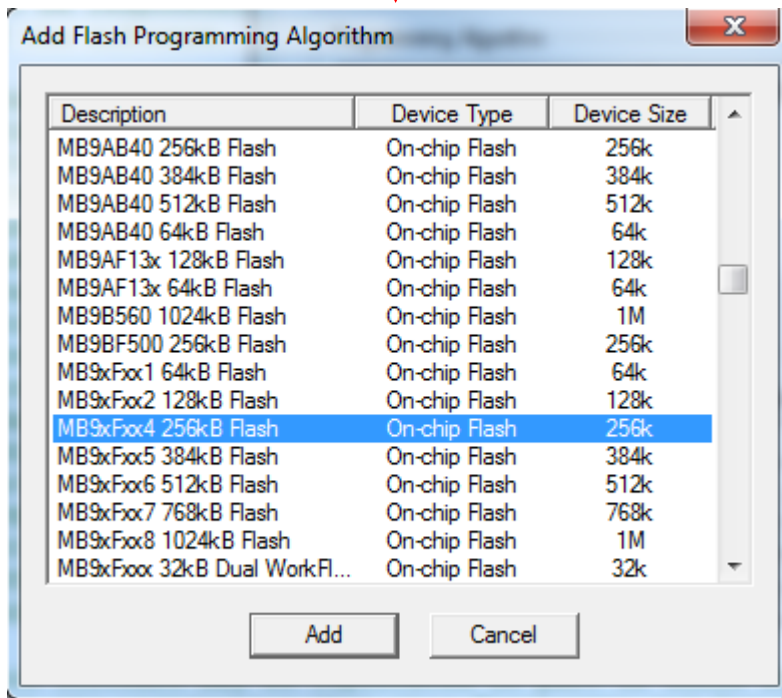 Add Flash Programming Algorithm
Description Device Type Device Size
MB9AB40 256kB Flash On-chip Flash 256k
MB9AB40 384kB Flash On-chip Flash 384k
MB9AB40 512kB Flash On-chip Flash 512k
MB9AB40 64kB Flash On-chip Flash 64k
MB9AF13x 128kB Flash On-chip Flash 128k
MB9AF13x 64kB Flash On-chip Flash 64k
MB9B560 1024kB Flash On-chip Flash 1M
MB9BF500 256kB Flash On-chip Flash 256k
MB9xFxx1 64kB Flash On-chip Flash 64k
MB9xFxx2 128kB Flash On-chip Flash 128k
MB9xFxx4 256kB Flash On-chip Flash 256k
MB9xFxx5 384kB Flash On-chip Flash 384k
MB9xFxx6 512kB Flash On-chip Flash 512k
MB9xFxx7 768kB Flash On-chip Flash 768k
MB9xFxx8 1024kB Flash On-chip Flash 1M
MB9xFxxx 32kB Dual WorkFl... On-chip Flash 32k
Add Cancel